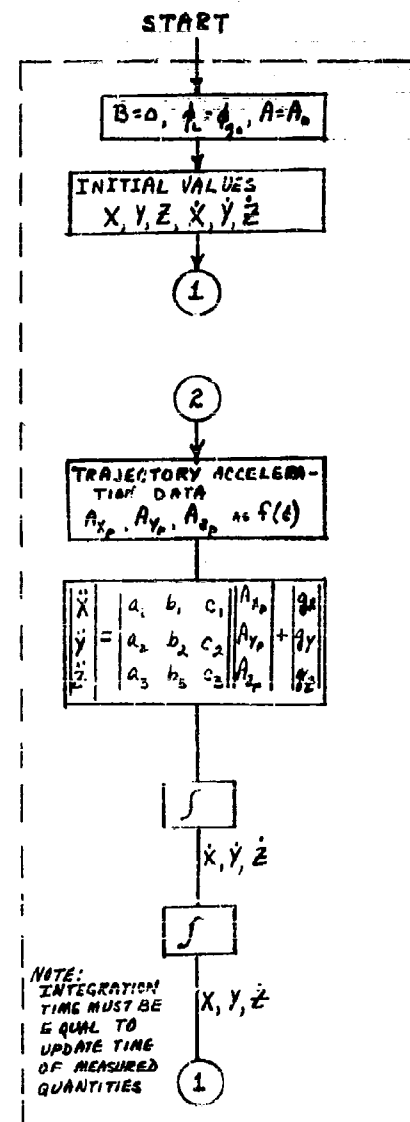 START
B=0, ϕL=ϕgo, A=Ao
INITIAL VALUES
X, Y, Z, Ẋ, Ẏ, Ż
1
2
TRAJECTORY ACCELERA-
TION DATA
AXp, AYp, AZp AS f(t)
Ẍ a1 b1 c1 AXp gx
Ÿ = a2 b2 c2 AYp + gy
Z̈ a3 b3 c3 AZp gz
∫
Ẋ, Ẏ, Ż
∫
X, Y, Ż
NOTE:
INTEGRATION
TIME MUST BE
EQUAL TO
UPDATE TIME
OF MEASURED
QUANTITIES
1